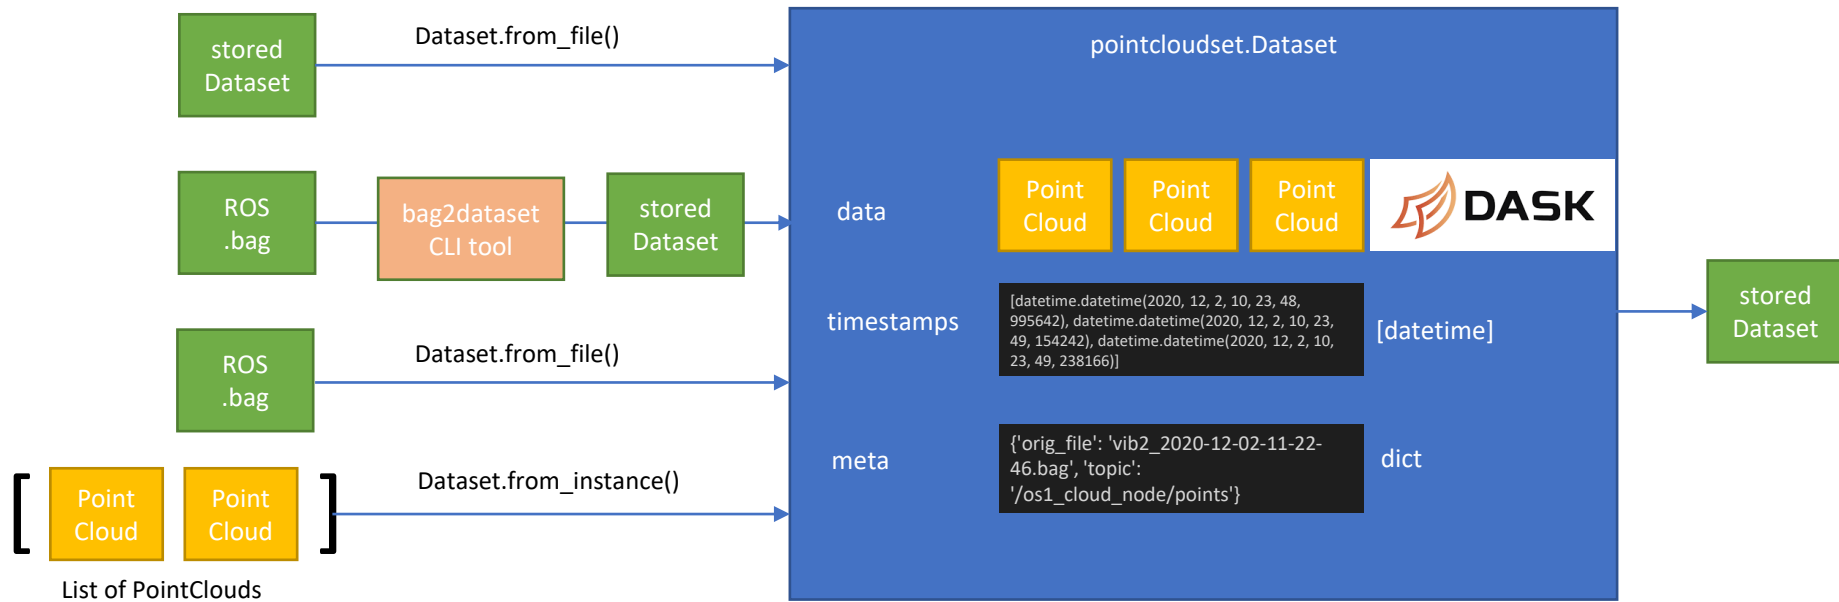 stored
Dataset
Dataset.from_file()
pointcloudset.Dataset
ROS
.bag
bag2dataset
CLI tool
stored
Dataset
data
Point
Cloud
Point
Cloud
Point
Cloud
DASK
timestamps
[datetime.datetime(2020, 12, 2, 10, 23, 48,
995642), datetime.datetime(2020, 12, 2, 10, 23,
49, 154242), datetime.datetime(2020, 12, 2, 10,
23, 49, 238166)]
[datetime]
stored
Dataset
ROS
.bag
Dataset.from_file()
meta
{'orig_file': 'vib2_2020-12-02-11-22-
46.bag', 'topic':
'/os1_cloud_node/points'}
dict
[
Point
Cloud
Point
Cloud
]
Dataset.from_instance()
List of PointClouds